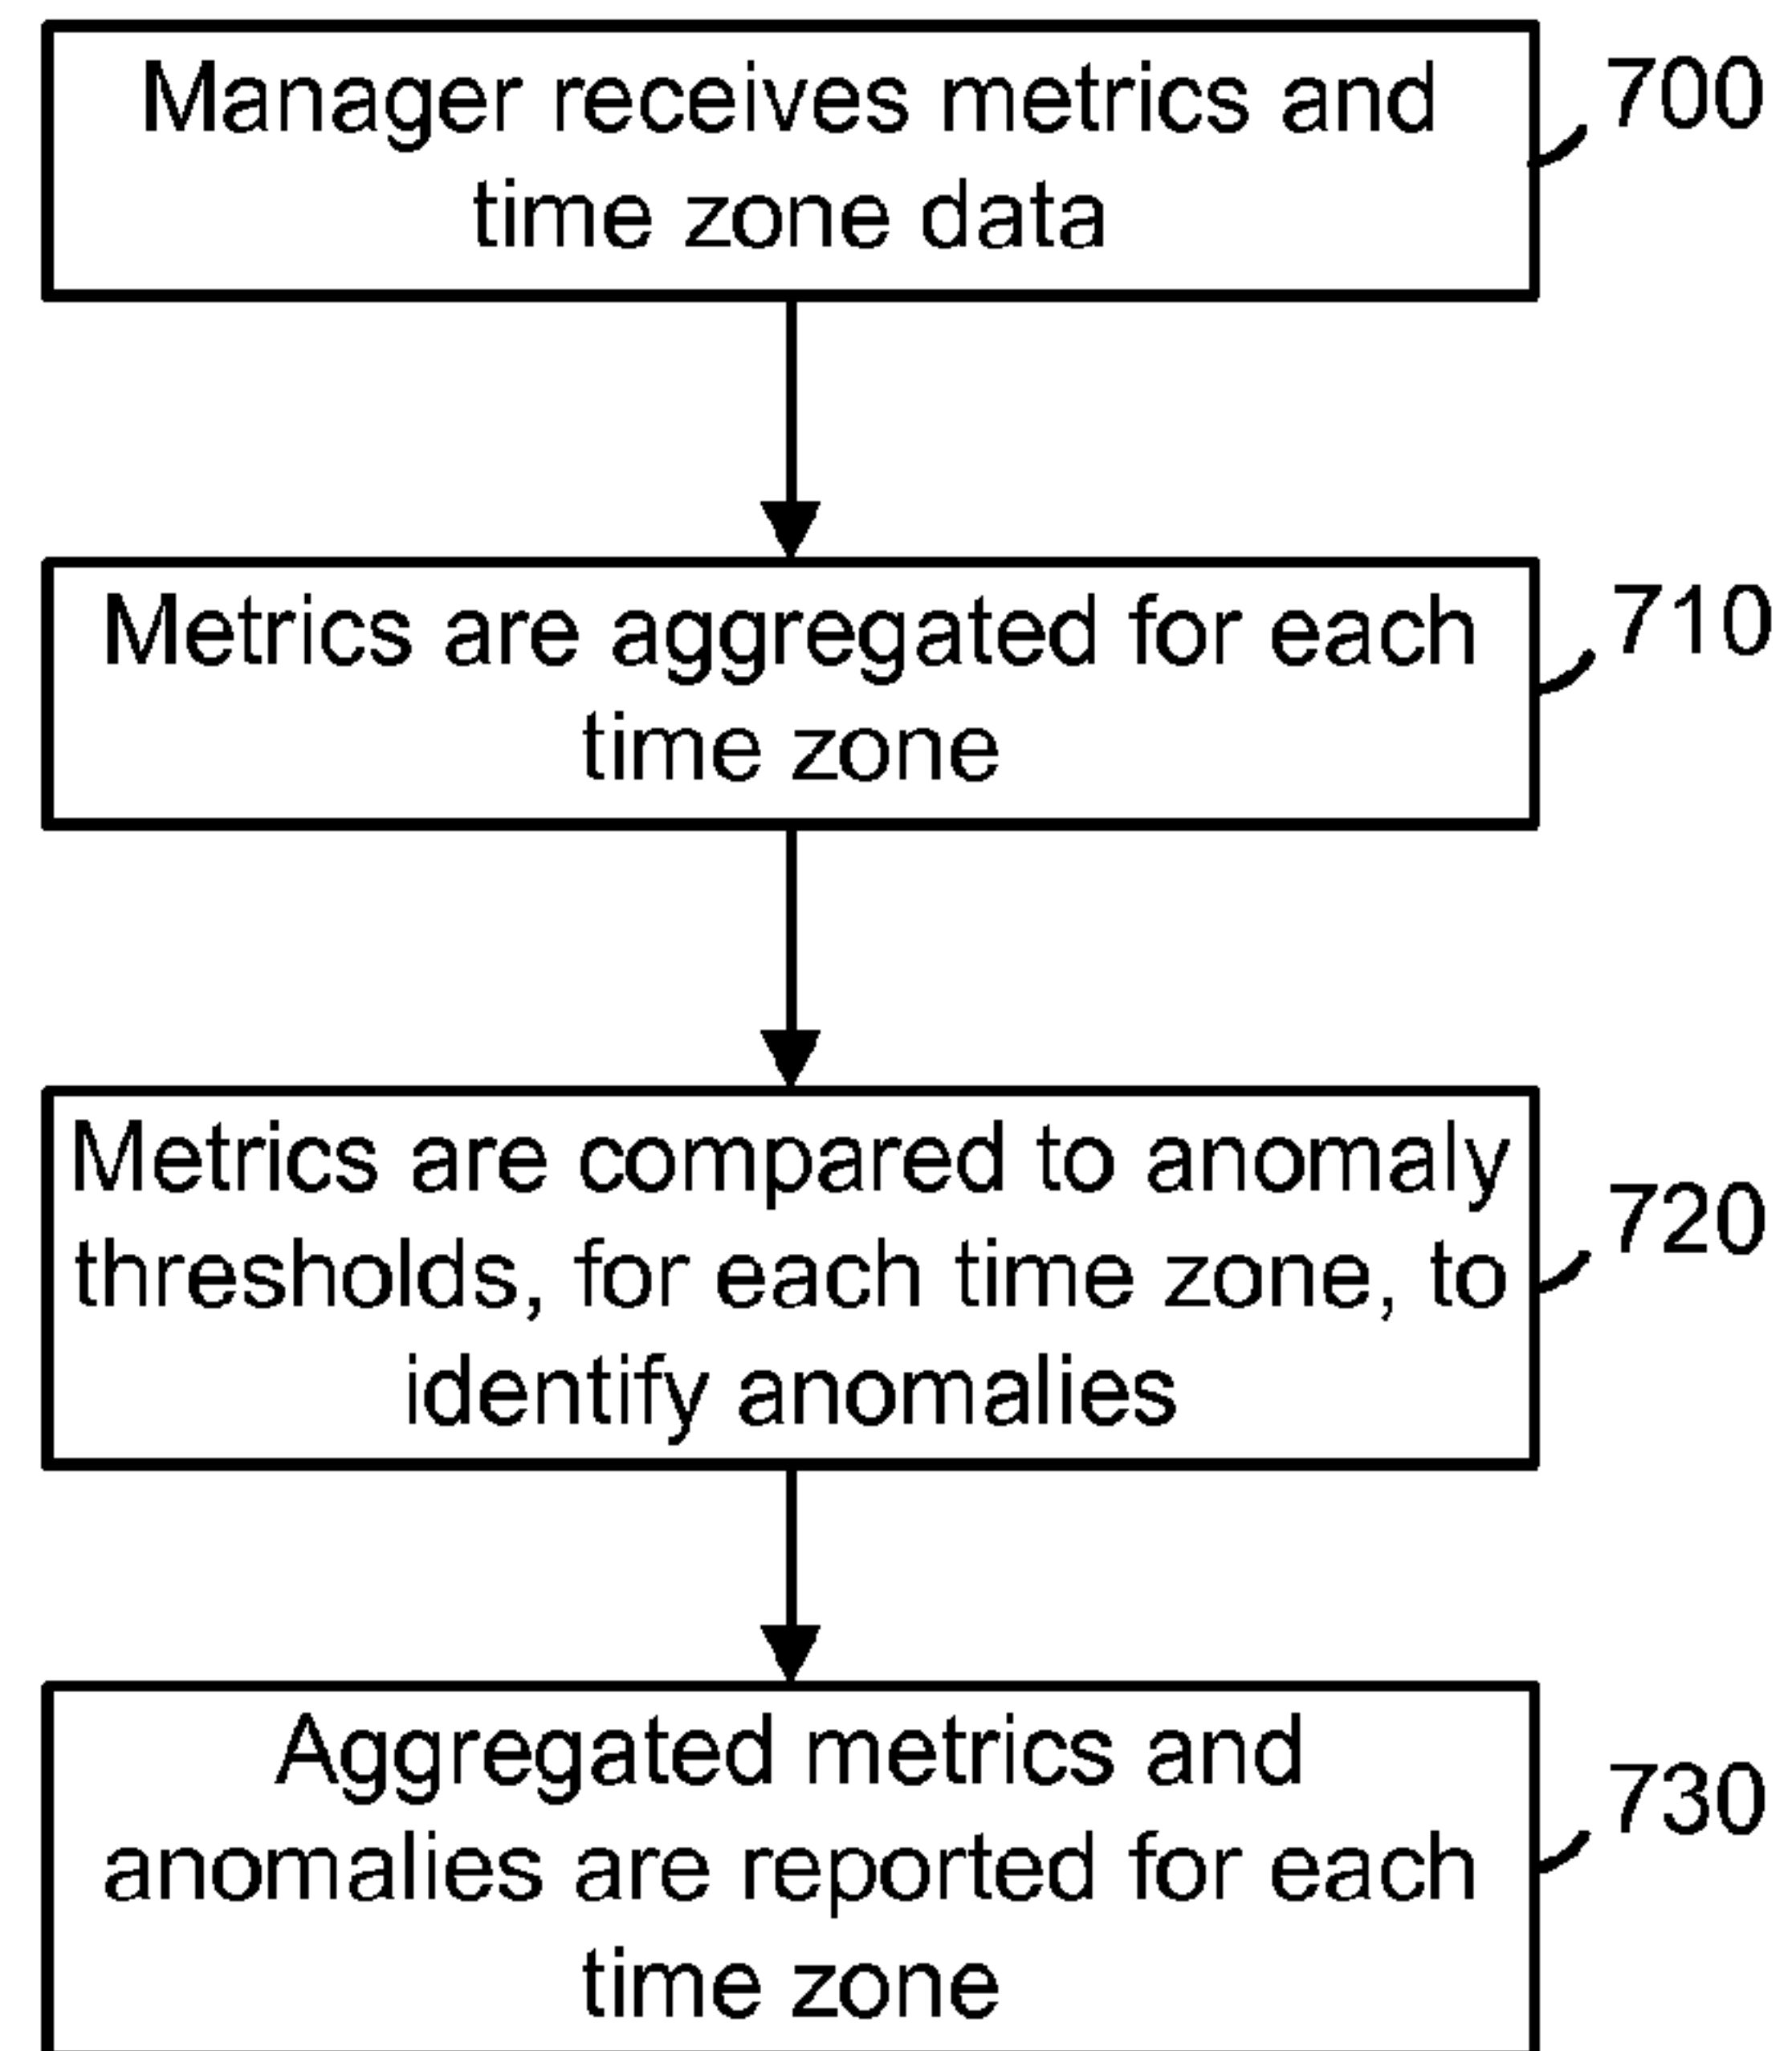 Manager receives metrics and
time zone data
700
Metrics are aggregated for each
time zone
710
Metrics are compared to anomaly
thresholds, for each time zone, to
identify anomalies
720
Aggregated metrics and
anomalies are reported for each
time zone
730